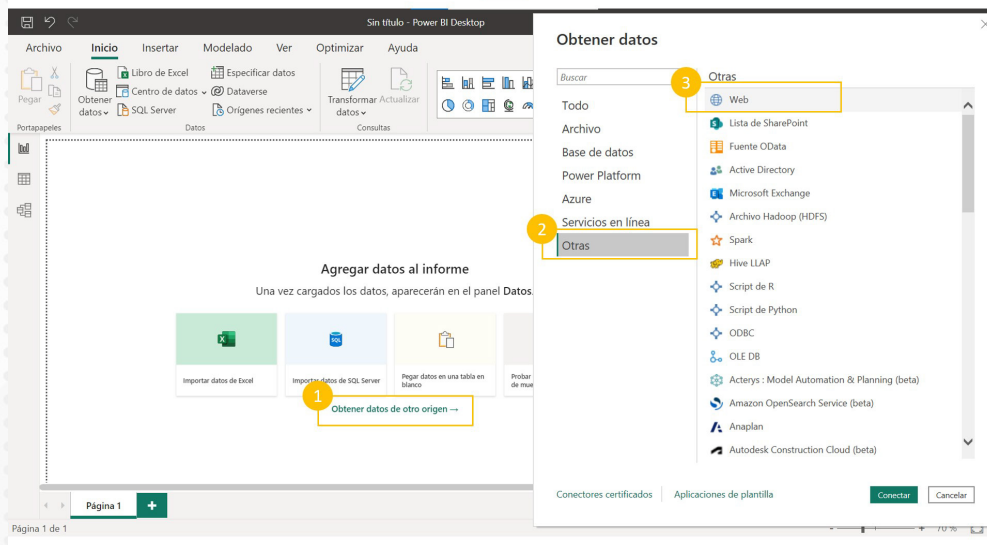 Sin título - Power BI Desktop
Archivo Inicio Insertar Modelado Ver Optimizar Ayuda
Pegar
Portapapeles
Obtener datos
Libro de Excel
Centro de datos
SQL Server
Especificar datos
Dataverse
Orígenes recientes
Datos
Transformar datos
Actualizar
Consultas
Agregar datos al informe
Una vez cargados los datos, aparecerán en el panel Datos.
Importar datos de Excel
Importar datos de SQL Server
Pegar datos en una tabla en
blanco
Probar
de mue
1
Obtener datos de otro origen →
Página 1
+
Página 1 de 1
Obtener datos
Buscar
Todo
Archivo
Base de datos
Power Platform
Azure
Servicios en línea
2
Otras
Otras
3
Web
Lista de SharePoint
Fuente OData
Active Directory
Microsoft Exchange
Archivo Hadoop (HDFS)
Spark
Hive LLAP
Script de R
Script de Python
ODBC
OLE DB
Acterys : Model Automation & Planning (beta)
Amazon OpenSearch Service (beta)
Anaplan
Autodesk Construction Cloud (beta)
Conectores certificados Aplicaciones de plantilla
Conectar Cancelar
- + 70 %